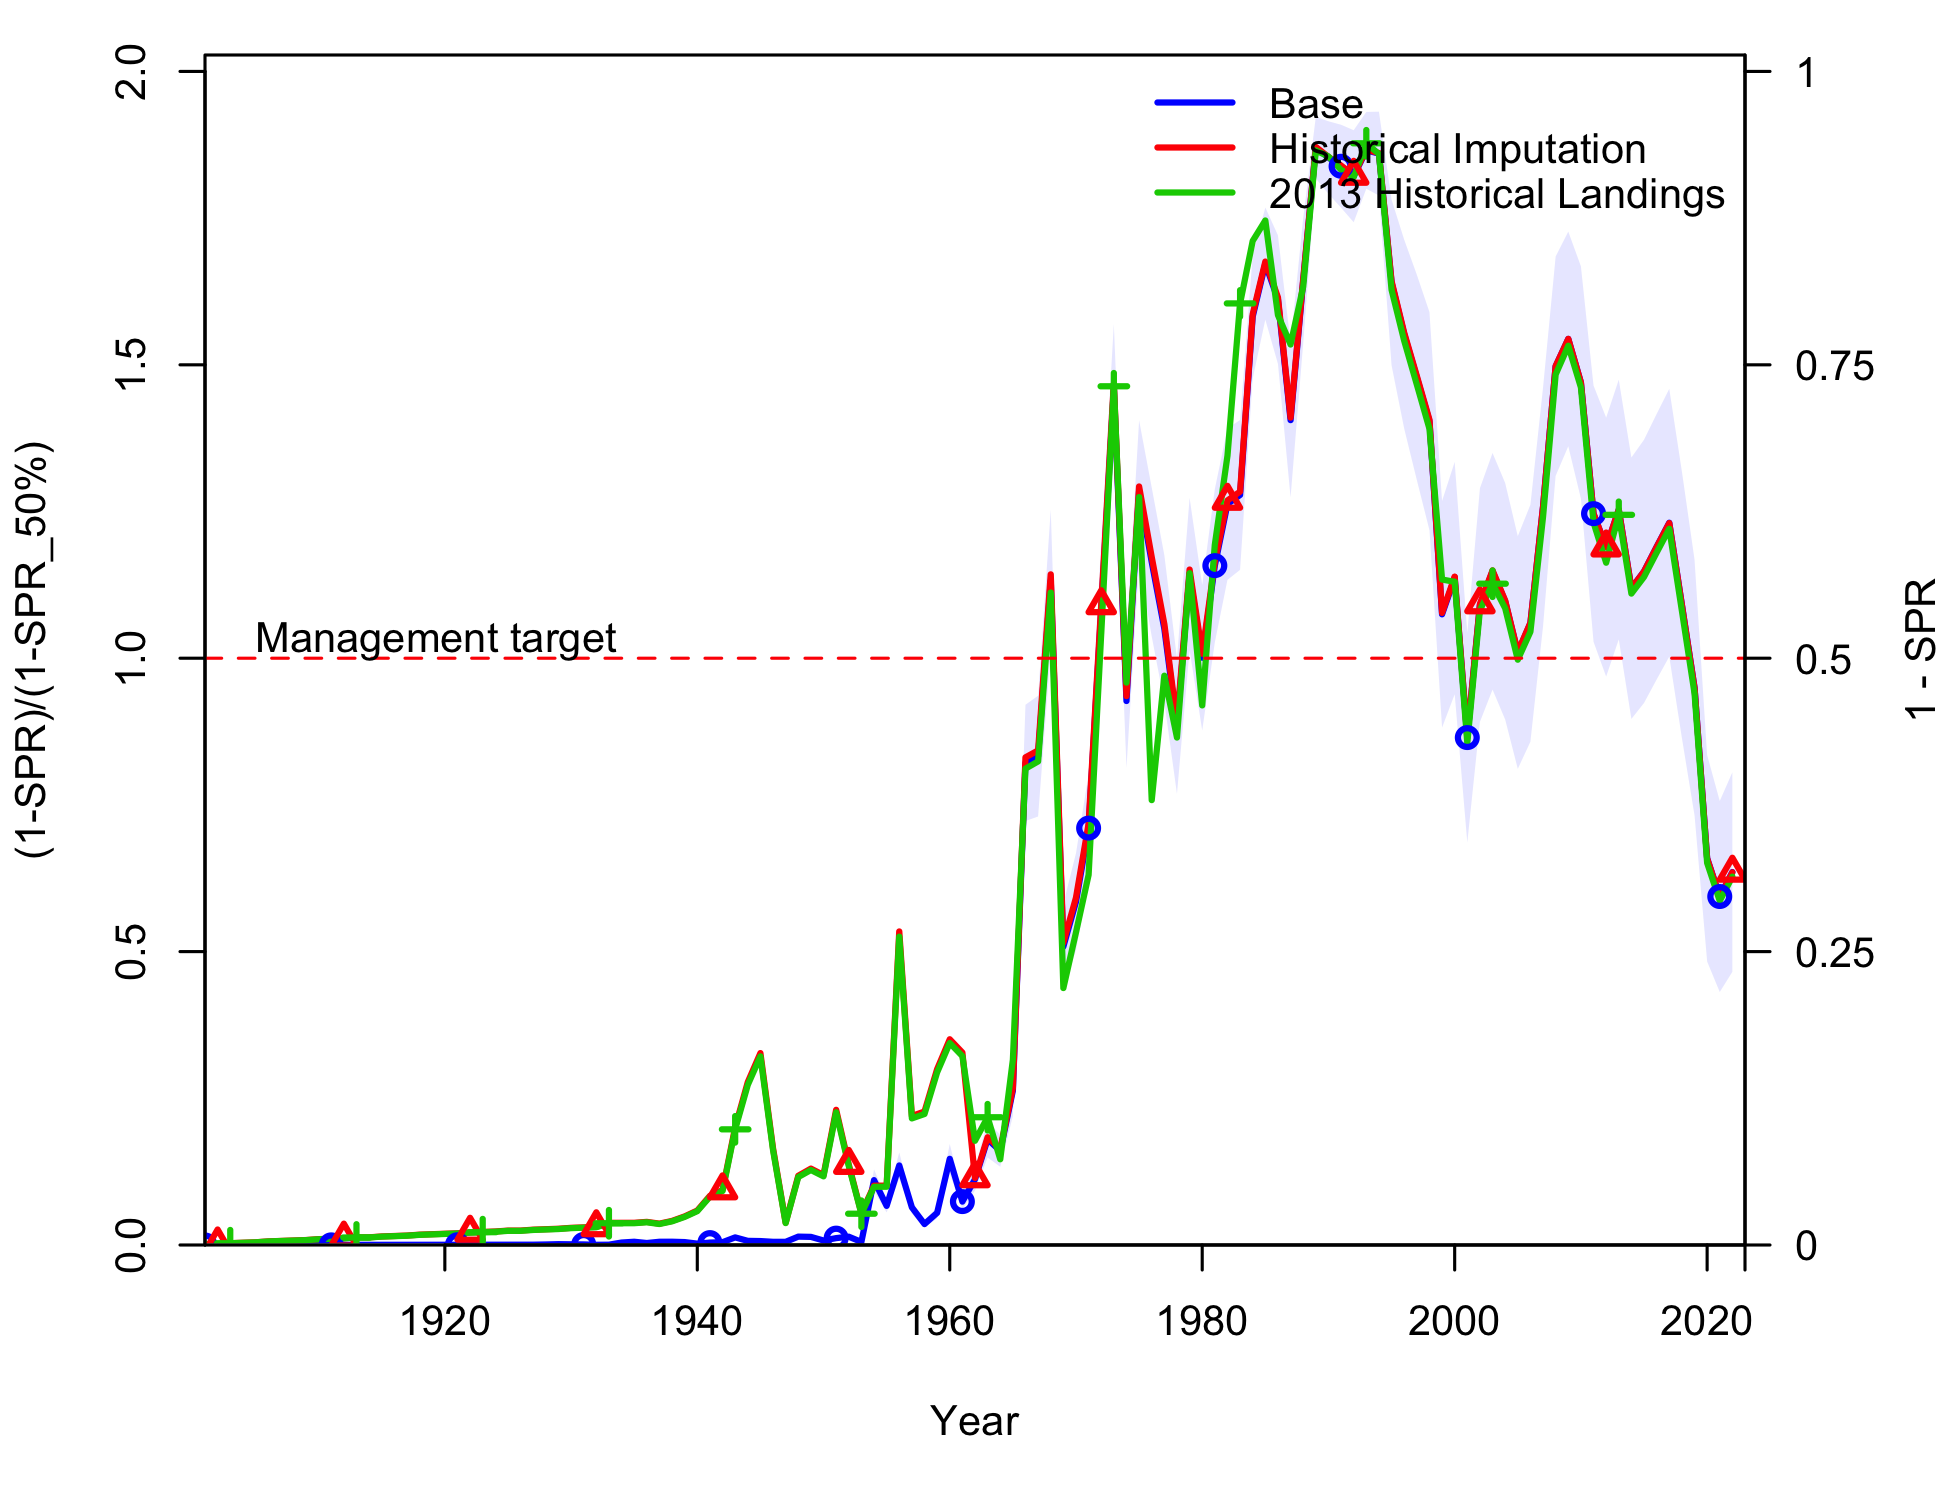 Base
Historical Imputation
2013 Historical Landings
Management target
(1-SPR)/(1-SPR_50%)
2.0
1.5
1.0
0.5
0.0
1
0.75
0.5
0.25
0
1 - SPR
1920
1940
1960
1980
2000
2020
Year